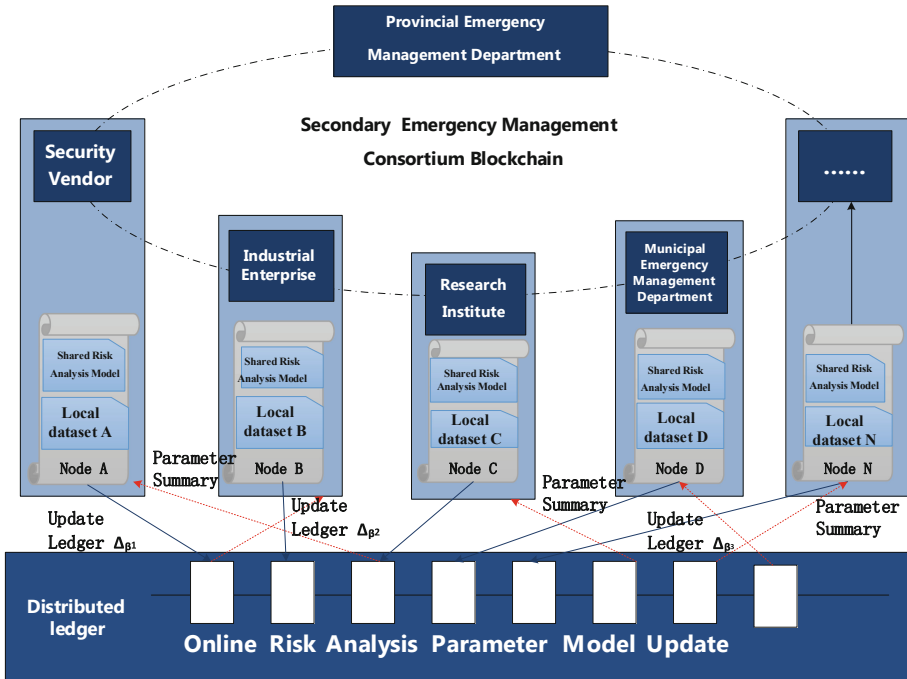 Provincial Emergency
Management Department
Secondary Emergency Management
Consortium Blockchain
Security
Vendor
......
Industrial
Enterprise
Research
Institute
Municipal
Emergency
Management
Department
Shared Risk
Analysis Model
Local
dataset A
Node A
Shared Risk
Analysis Model
Local
dataset B
Node B
Shared Risk
Analysis Model
Local
dataset C
Node C
Shared Risk
Analysis Model
Local
dataset D
Node D
Shared Risk
Analysis Model
Local
dataset N
Node N
Parameter
Summary
Parameter
Summary
Parameter
Summary
Update
Ledger Δβ1
Update
Ledger Δβ2
Update
Ledger Δβ3
Distributed
ledger
Online Risk Analysis Parameter Model Update